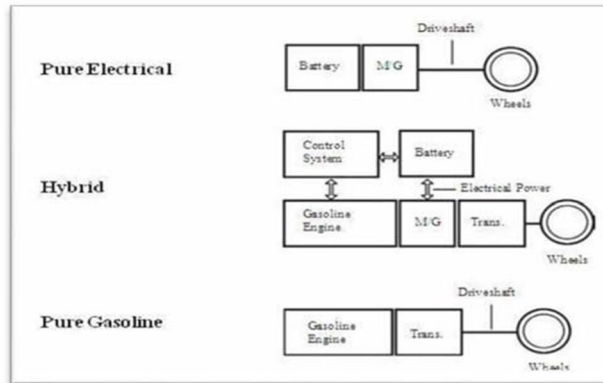 Driveshaft
Pure Electrical
Battery
M/G
Wheels
Control
System
Battery
Hybrid
Electrical Power
Gasoline
Engine
M/G
Trans.
Wheels
Driveshaft
Pure Gasoline
Gasoline
Engine
Trans.
Wheels